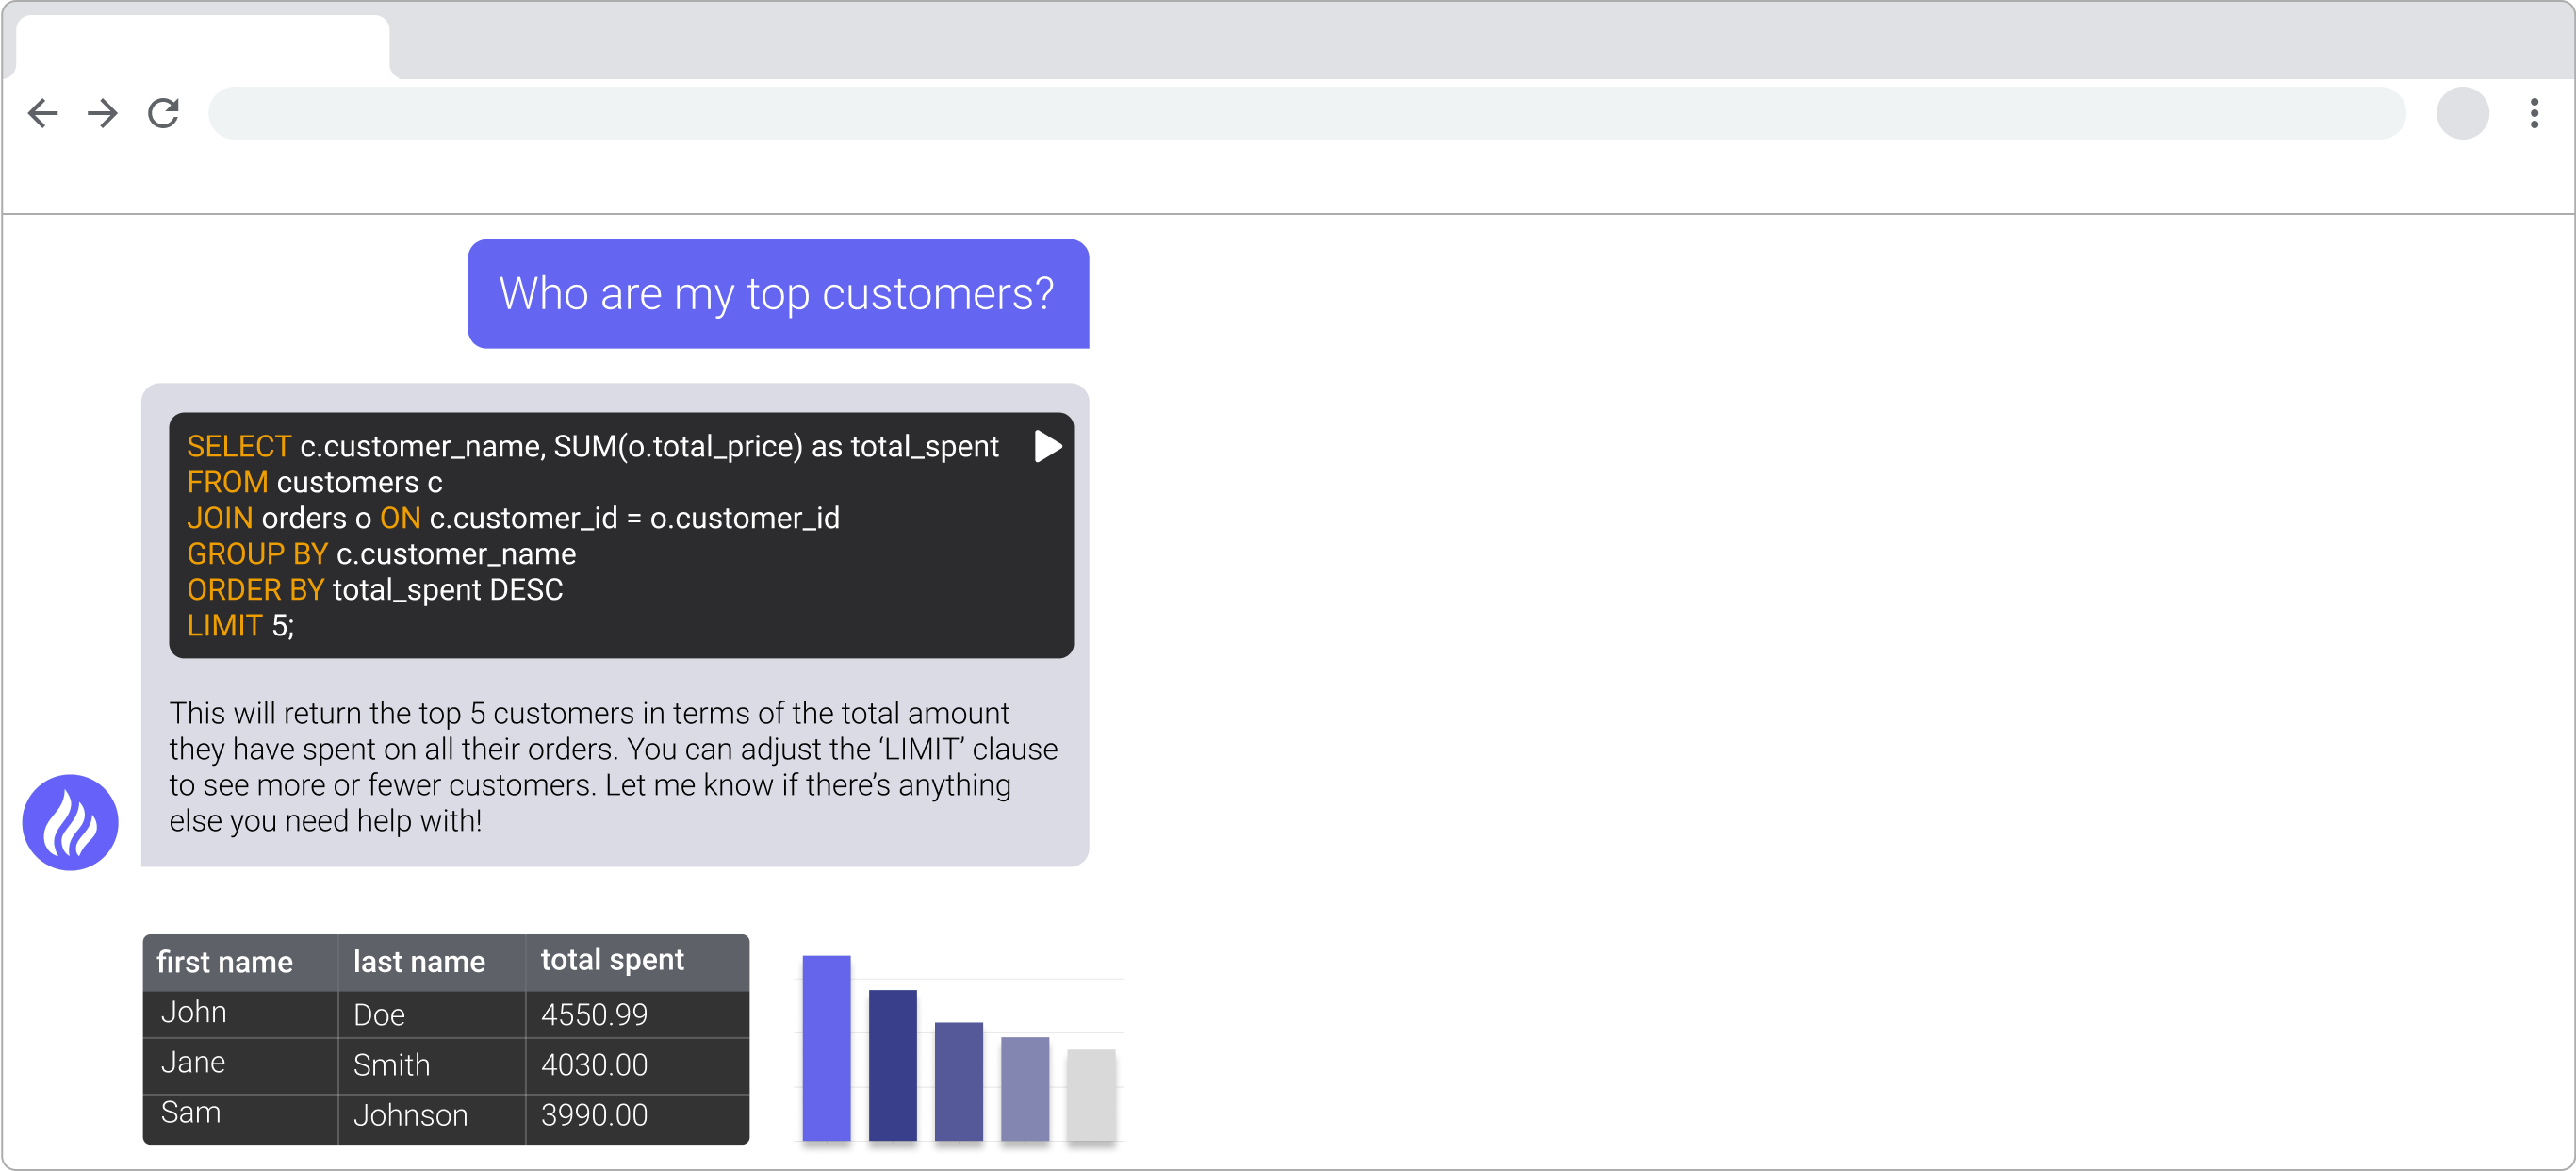 Who are my top customers?
SELECT c.customer_name, SUM(o.total_price) as total_spent
FROM customers c
JOIN orders o ON c.customer_id = o.customer_id
GROUP BY c.customer_name
ORDER BY total_spent DESC
LIMIT 5;
This will return the top 5 customers in terms of the total amount
they have spent on all their orders. You can adjust the ‘LIMIT’ clause
to see more or fewer customers. Let me know if there’s anything
else you need help with!
first name last name total spent
John Doe 4550.99
Jane Smith 4030.00
Sam Johnson 3990.00